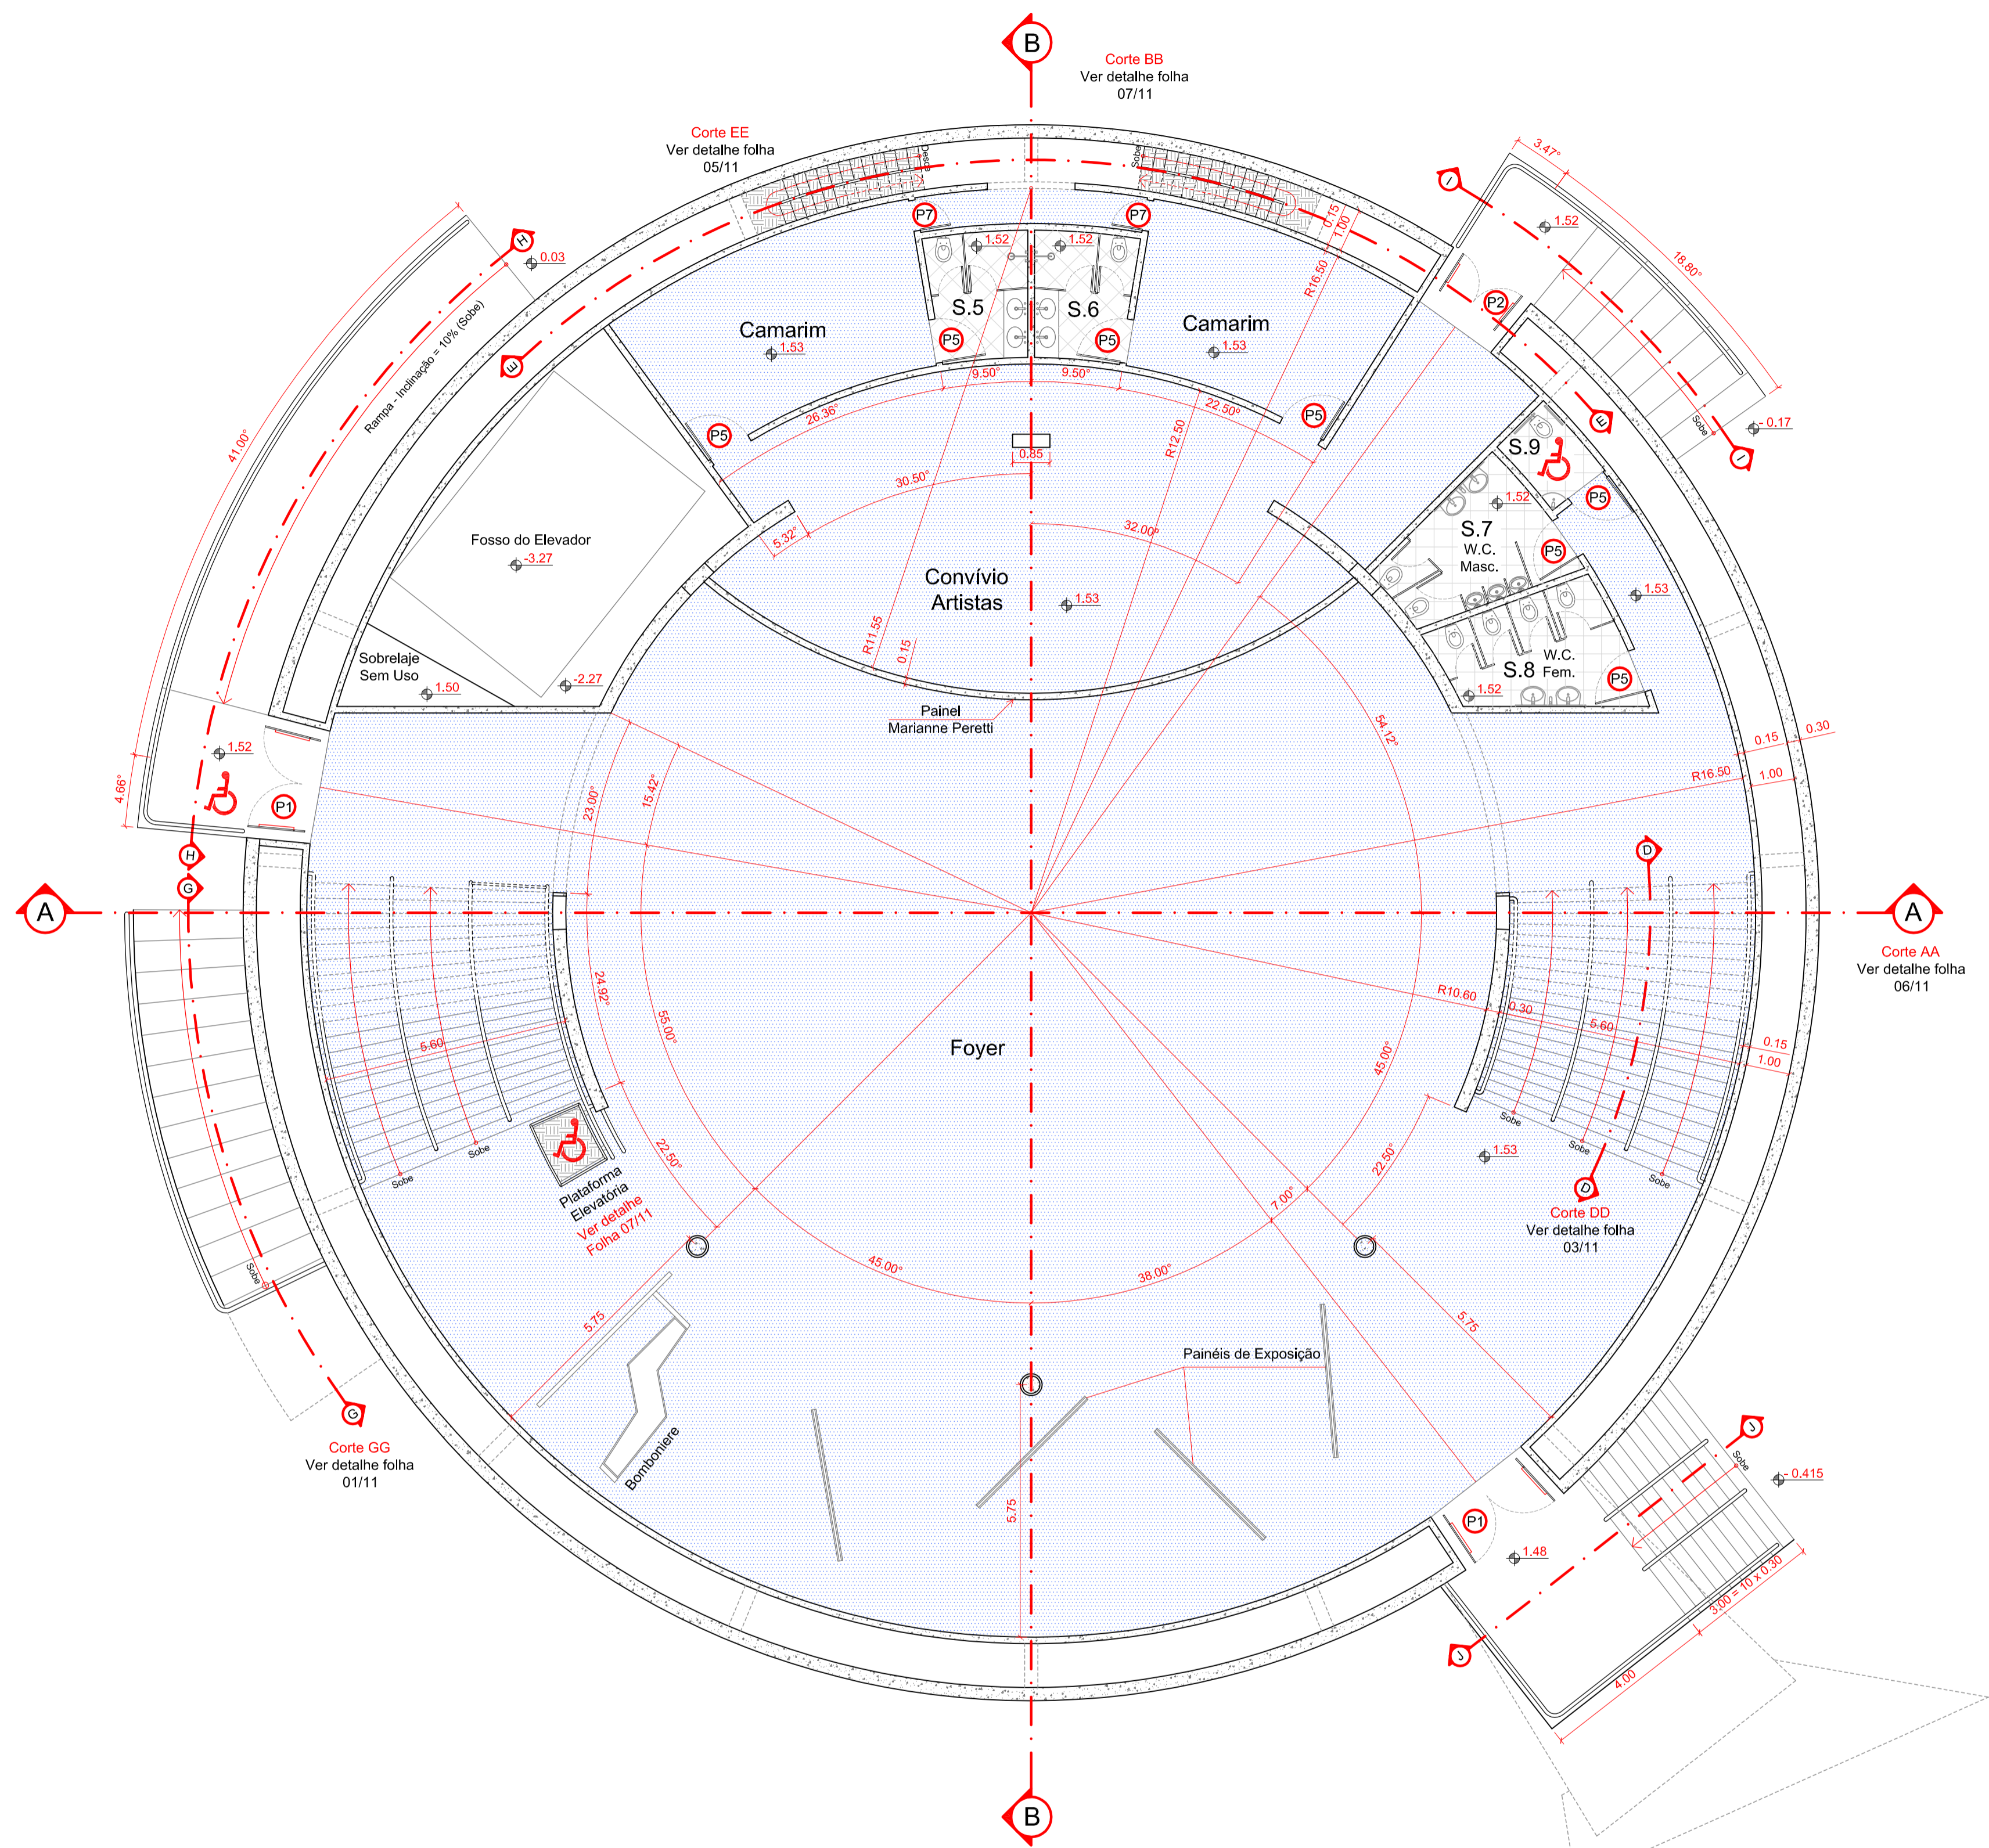 B
Corte BB
Ver detalhe folha
07/11
Corte EE
Ver detalhe folha
05/11
Desce
Sobe
3.47°
I
1.52
18.80°
Sobe
- 0.17
I
H
0.03
Rampa - Inclinação = 10% (Sobe)
41.00°
E
P7
P7
0.15
1.00
R16.50
P2
E
1.52
1.52
S.5
S.6
Camarim
1.53
Camarim
1.53
P5
P5
9.50°
9.50°
26.36°
22.50°
P5
P5
0.85
R12.50
30.50°
5.32°
32.00°
S.9
P5
1.52
S.7
W.C.
Masc.
P5
1.53
Fosso do Elevador
-3.27
Convívio
Artistas
1.53
R11.55
0.15
Sobrelaje
Sem Uso
1.50
-2.27
W.C.
S.8 Fem.
1.52
P5
Painel
Marianne Peretti
54.12°
0.15
0.30
R16.50
1.00
1.52
4.66°
P1
23.00°
15.42°
H
G
D
A
A
Corte AA
Ver detalhe folha
06/11
24.92°
55.00°
5.60
R10.60
0.30
5.60
0.15
1.00
Foyer
45.00°
Sobe
Sobe
Sobe
Sobe
Sobe
22.50°
22.50°
1.53
Plataforma
Elevatória
Ver detalhe
Folha 07/11
D
Corte DD
Ver detalhe folha
03/11
7.00°
45.00°
38.00°
Sobe
5.75
5.75
5.75
Painéis de Exposição
Bomboniere
G
Corte GG
Ver detalhe folha
01/11
J
Sobe
- 0.415
P1
1.48
3.00 = 10 x 0.30
J
4.00
B